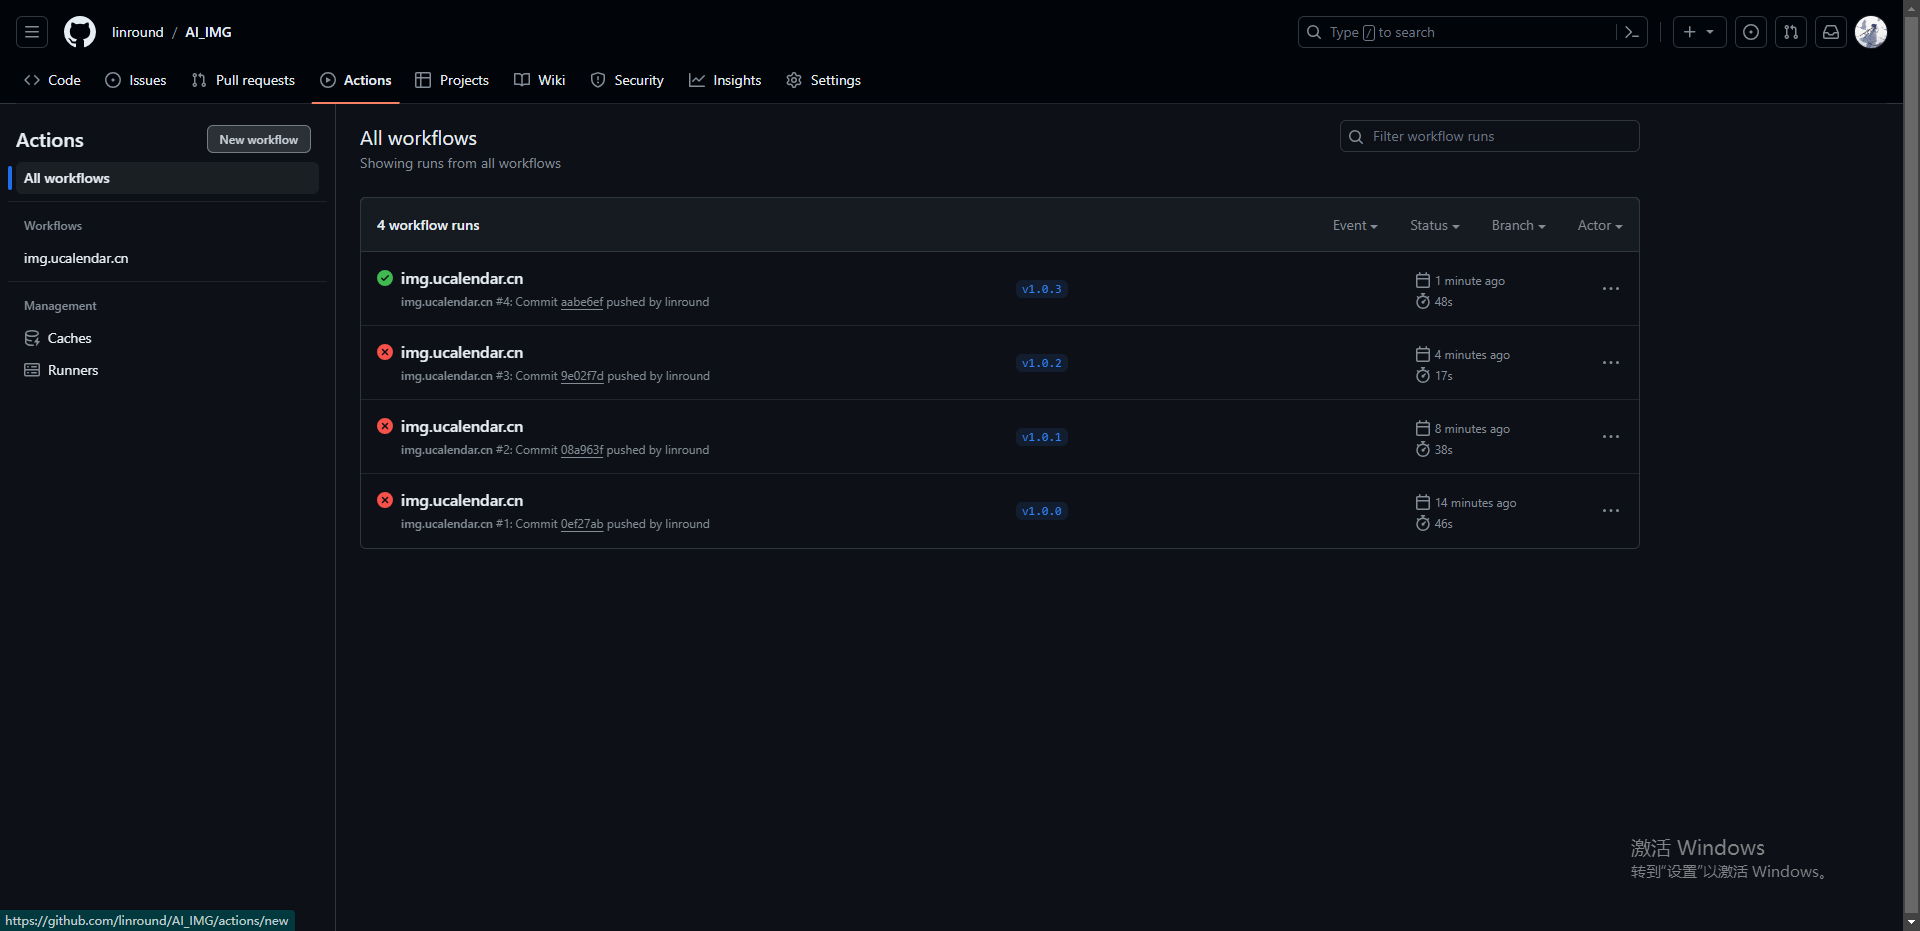 linround / AI_IMG
Type / to search
Code
Issues
Pull requests
Actions
Projects
Wiki
Security
Insights
Settings
Actions
New workflow
All workflows
Workflows
img.ucalendar.cn
Management
Caches
Runners
All workflows
Showing runs from all workflows
Filter workflow runs
4 workflow runs
Event
Status
Branch
Actor
img.ucalendar.cn
img.ucalendar.cn #4: Commit aabe6ef pushed by linround
v1.0.3
1 minute ago
48s
img.ucalendar.cn
img.ucalendar.cn #3: Commit 9e02f7d pushed by linround
v1.0.2
4 minutes ago
17s
img.ucalendar.cn
img.ucalendar.cn #2: Commit 08a963f pushed by linround
v1.0.1
8 minutes ago
38s
img.ucalendar.cn
img.ucalendar.cn #1: Commit 0ef27ab pushed by linround
v1.0.0
14 minutes ago
46s
激活 Windows
转到"设置"以激活 Windows。
https://github.com/linround/AI_IMG/actions/new